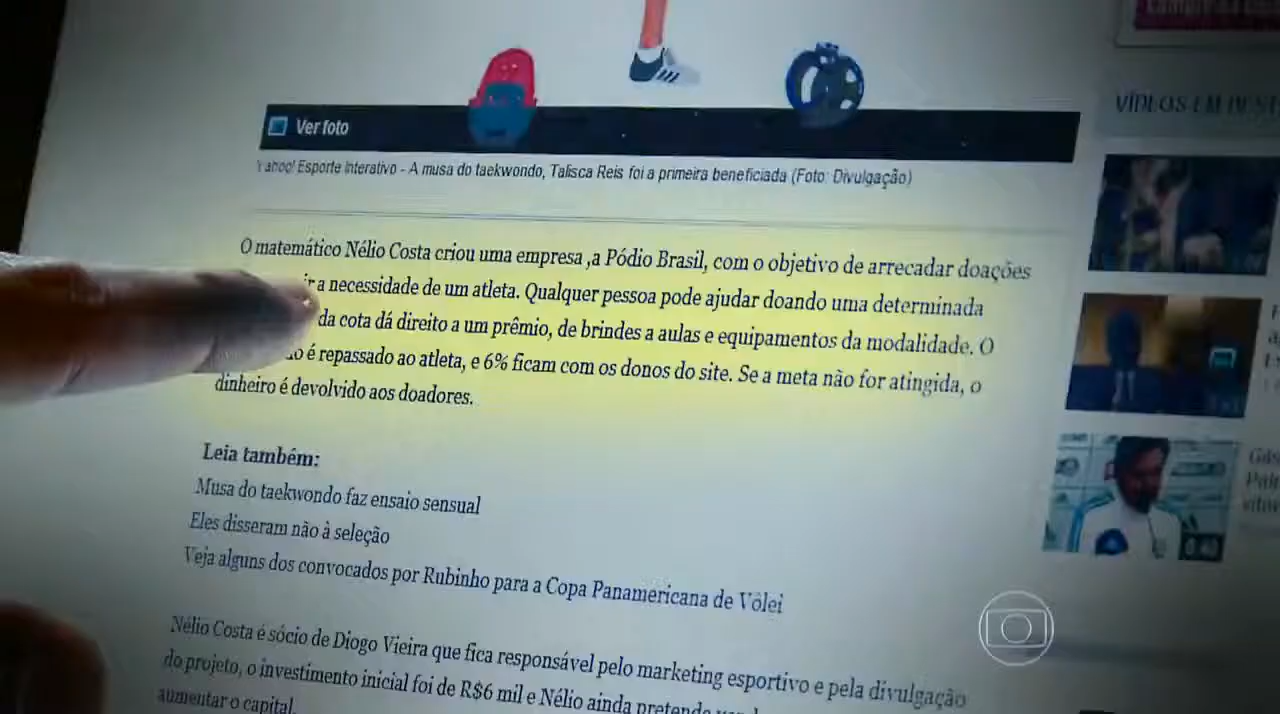 Ver foto
Yahoo! Esporte Interativo - A musa do taekwondo, Talisca Reis foi a primeira beneficiada (Foto: Divulgação)
O matemático Nélio Costa criou uma empresa ,a Pódio Brasil, com o objetivo de arrecadar doações
a necessidade de um atleta. Qualquer pessoa pode ajudar doando uma determinada
da cota dá direito a um prêmio, de brindes a aulas e equipamentos da modalidade. O
é repassado ao atleta, e 6% ficam com os donos do site. Se a meta não for atingida, o
dinheiro é devolvido aos doadores.
Leia também:
Musa do taekwondo faz ensaio sensual
Eles disseram não à seleção
Veja alguns dos convocados por Rubinho para a Copa Panamericana de Vôlei
Nélio Costa é sócio de Diogo Vieira que fica responsável pelo marketing esportivo e pela divulgação
do projeto, o investimento inicial foi de R$6 mil e Nélio ainda pretende
aumentar o capital.
VÍDEOS EM
0:40